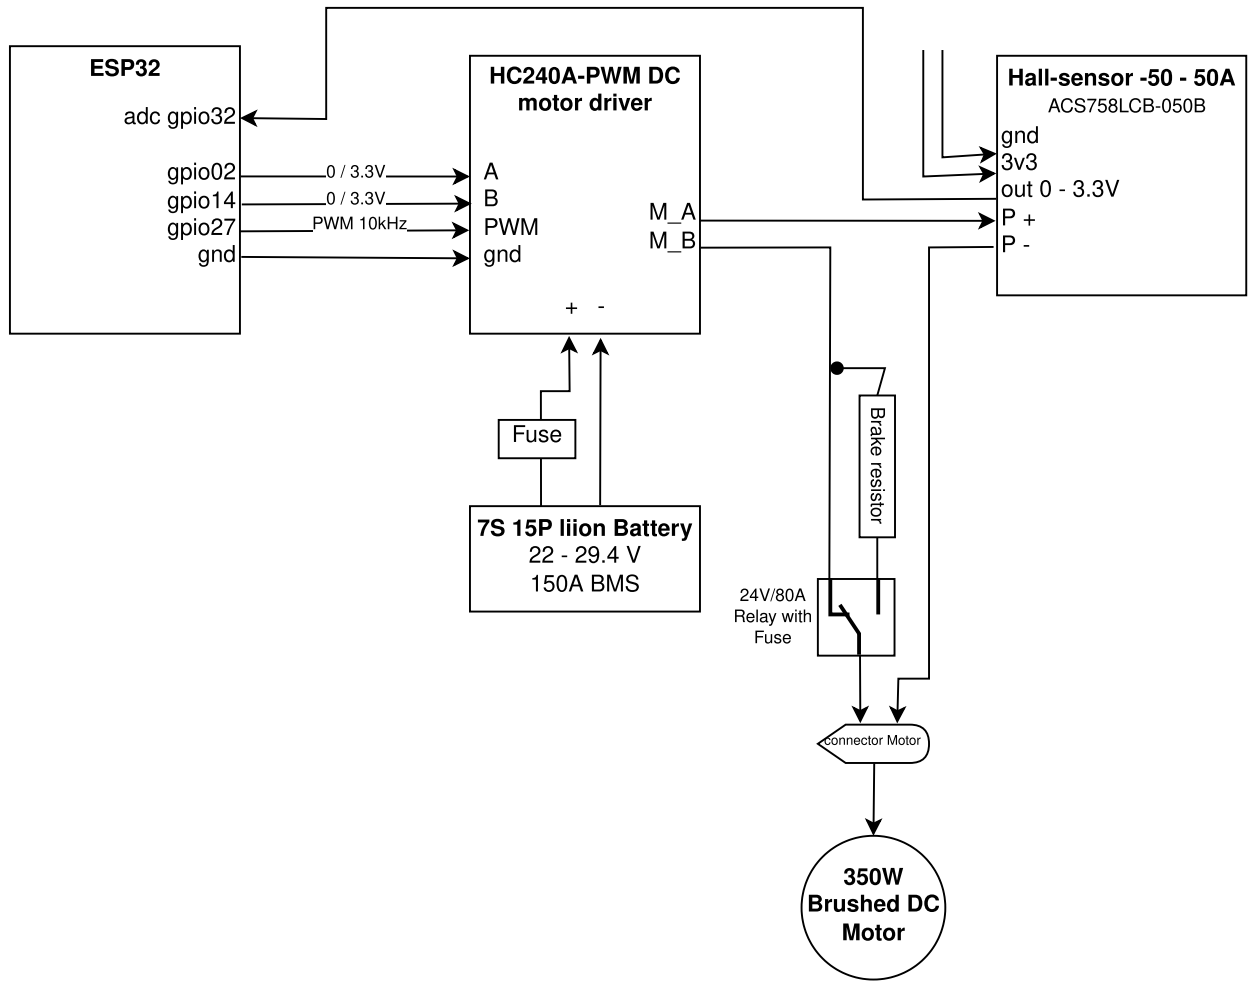 ESP32
adc gpio32
gpio02
gpio14
gpio27
gnd
0 / 3.3V
0 / 3.3V
PWM 10kHz
HC240A-PWM DC
motor driver
A
B
PWM
gnd
M_A
M_B
+ -
Hall-sensor -50 - 50A
ACS758LCB-050B
gnd
3v3
out 0 - 3.3V
P +
P -
Fuse
7S 15P liion Battery
22 - 29.4 V
150A BMS
Brake resistor
24V/80A
Relay with
Fuse
connector Motor
350W
Brushed DC
Motor